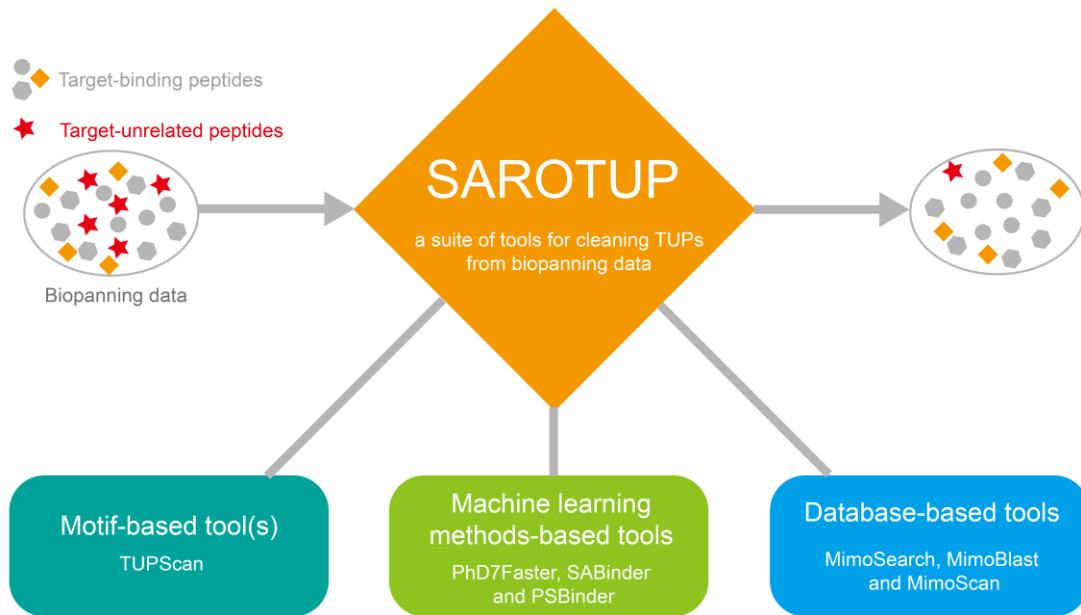 Target-binding peptides
Target-unrelated peptides
Biopanning data
SAROTUP
a suite of tools for cleaning TUPs
from biopanning data
Motif-based tool(s)
TUPScan
Machine learning
methods-based tools
PhD7Faster, SABinder
and PSBinder
Database-based tools
MimoSearch, MimoBlast
and MimoScan